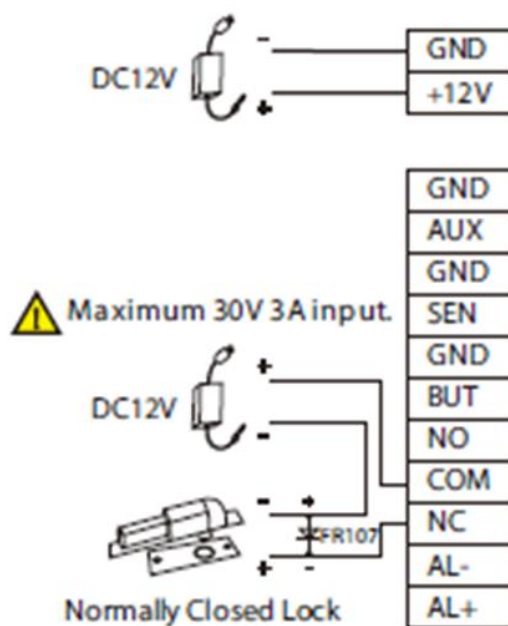 GND
DC12V
+12V
GND
AUX
GND
Maximum 30V 3A input.
SEN
GND
DC12V
BUT
NO
COM
NC
FR107
AL-
Normally Closed Lock
AL+